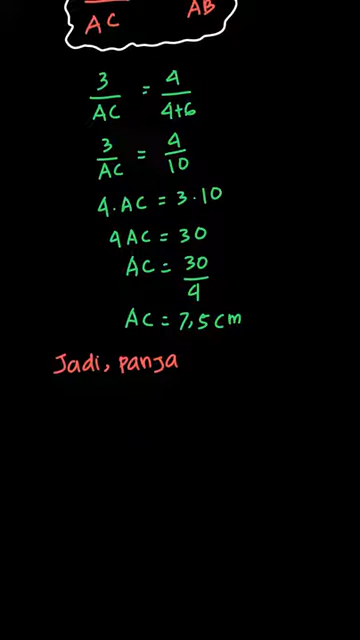 AC AB
3/AC = 4/4+6
3/AC = 4/10
4.AC = 3.10
4AC = 30
AC = 30/4
AC = 7,5 cm
Jadi, panja